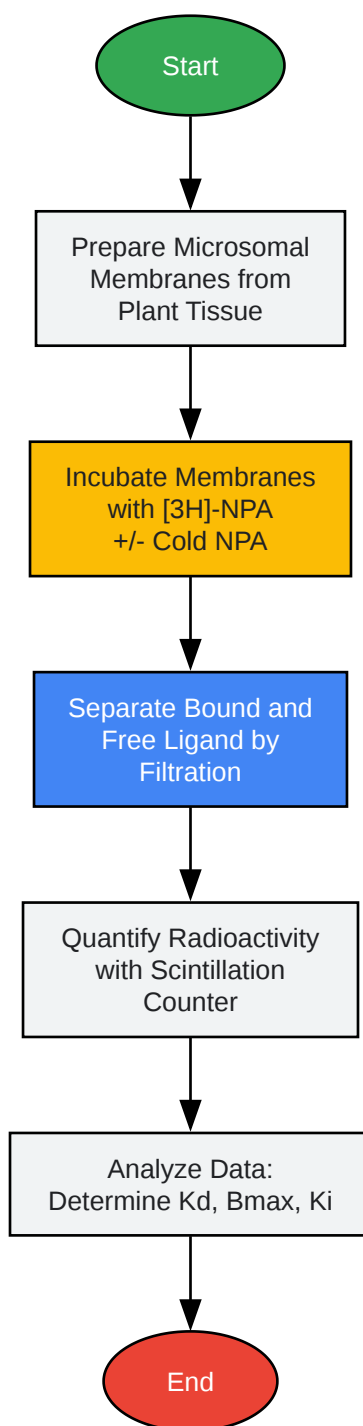 Start
Prepare Microsomal
Membranes from
Plant Tissue
Incubate Membranes
with [3H]-NPA
+/- Cold NPA
Separate Bound and
Free Ligand by
Filtration
Quantify Radioactivity
with Scintillation
Counter
Analyze Data:
Determine Kd, Bmax, Ki
End